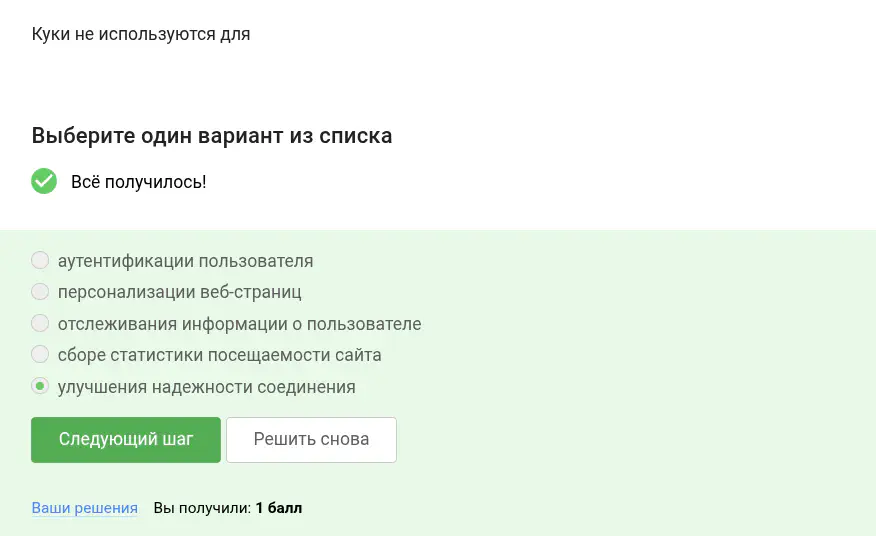 Куки не используются для
Выберите один вариант из списка
Всё получилось!
аутентификации пользователя
персонализации веб-страниц
отслеживания информации о пользователе
сборе статистики посещаемости сайта
улучшения надежности соединения
Следующий шаг Решить снова
Ваши решения Вы получили: 1 балл